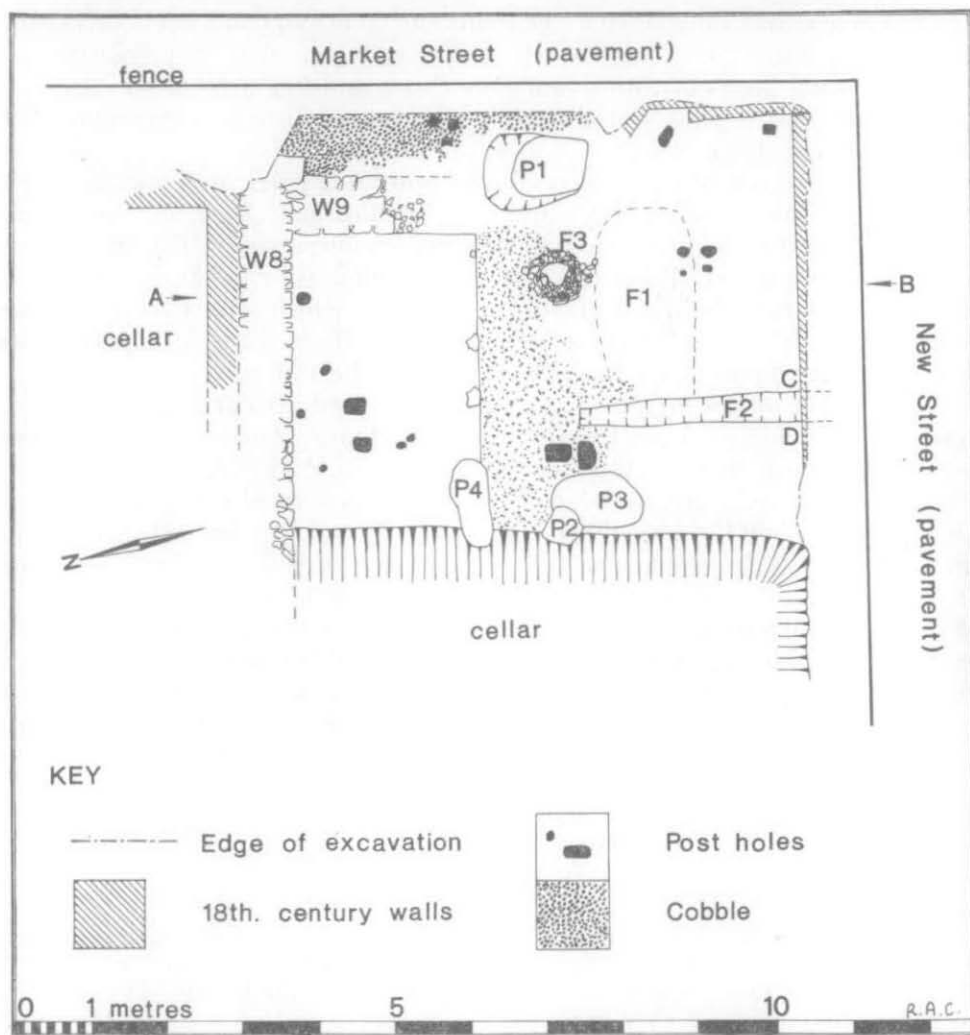 Market Street (pavement)
fence
P1
W9
W8
F3
A
B
F1
cellar
C
F2
D
New Street (pavement)
P4
P3
P2
N
cellar
KEY
Edge of excavation
Post holes
18th. century walls
Cobble
0 1 metres 5 10
R.A.C.